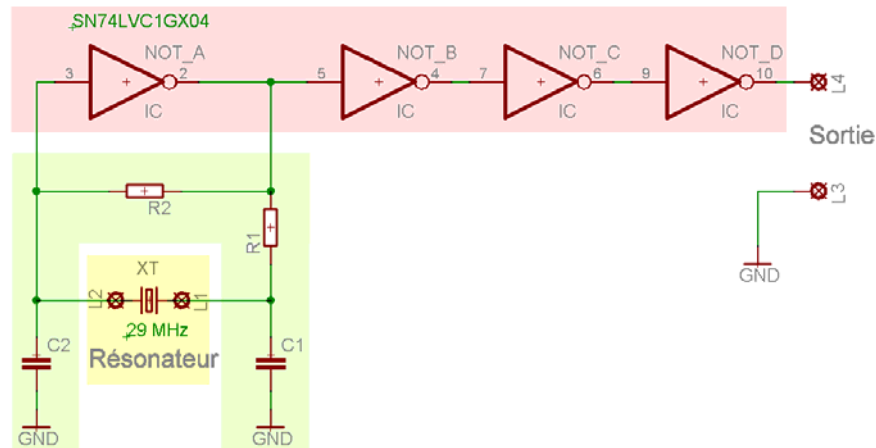 SN74LVC1GX04
NOT_A
NOT_B
NOT_C
NOT_D
3
2
5
4
7
6
9
10
L4
IC
IC
IC
IC
Sortie
R2
L3
R1
GND
XT
L2
L1
29 MHz
C2
C1
Résonateur
GND
GND